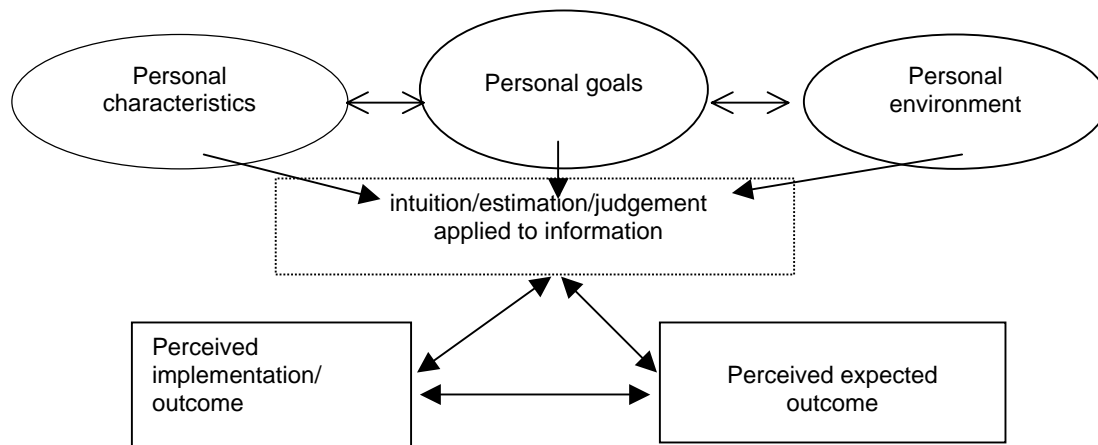 Personal
characteristics
Personal goals
Personal
environment
intuition/estimation/judgement
applied to information
Perceived
implementation/
outcome
Perceived expected
outcome